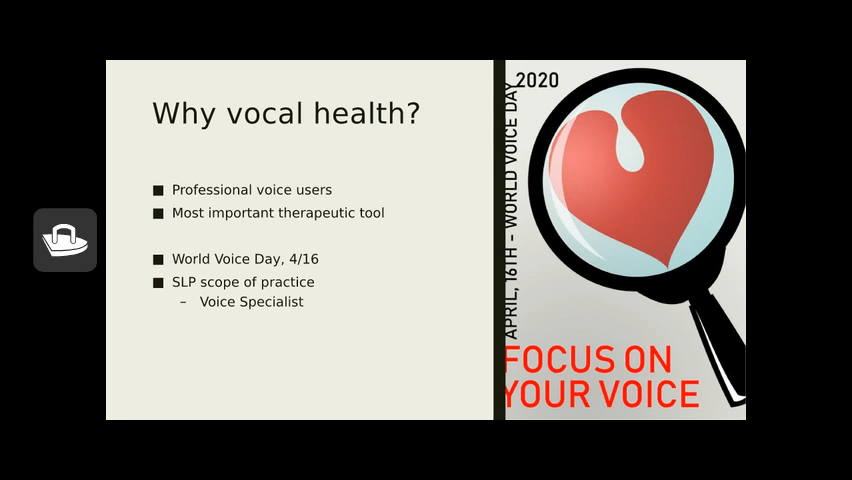 Why vocal health?
■ Professional voice users
■ Most important therapeutic tool
■ World Voice Day, 4/16
■ SLP scope of practice
– Voice Specialist
2020
APRIL, 16TH - WORLD VOICE DAY
FOCUS ON
YOUR VOICE